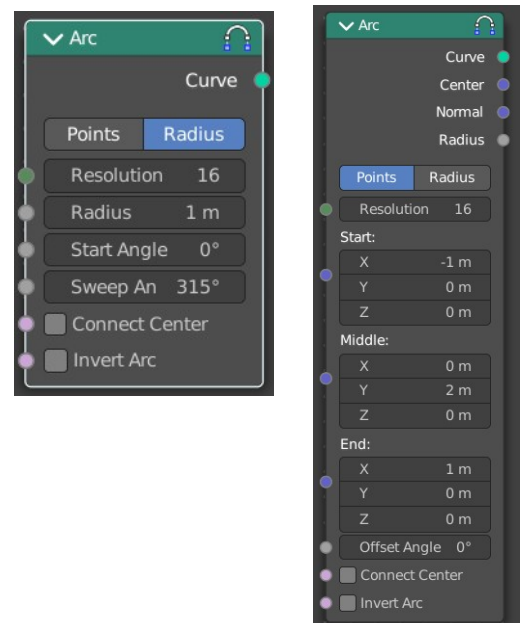 Arc
Curve
Points Radius
Resolution 16
Radius 1 m
Start Angle 0°
Sweep An 315°
Connect Center
Invert Arc
Arc
Curve
Center
Normal
Radius
Points Radius
Resolution 16
Start:
X -1 m
Y 0 m
Z 0 m
Middle:
X 0 m
Y 2 m
Z 0 m
End:
X 1 m
Y 0 m
Z 0 m
Offset Angle 0°
Connect Center
Invert Arc